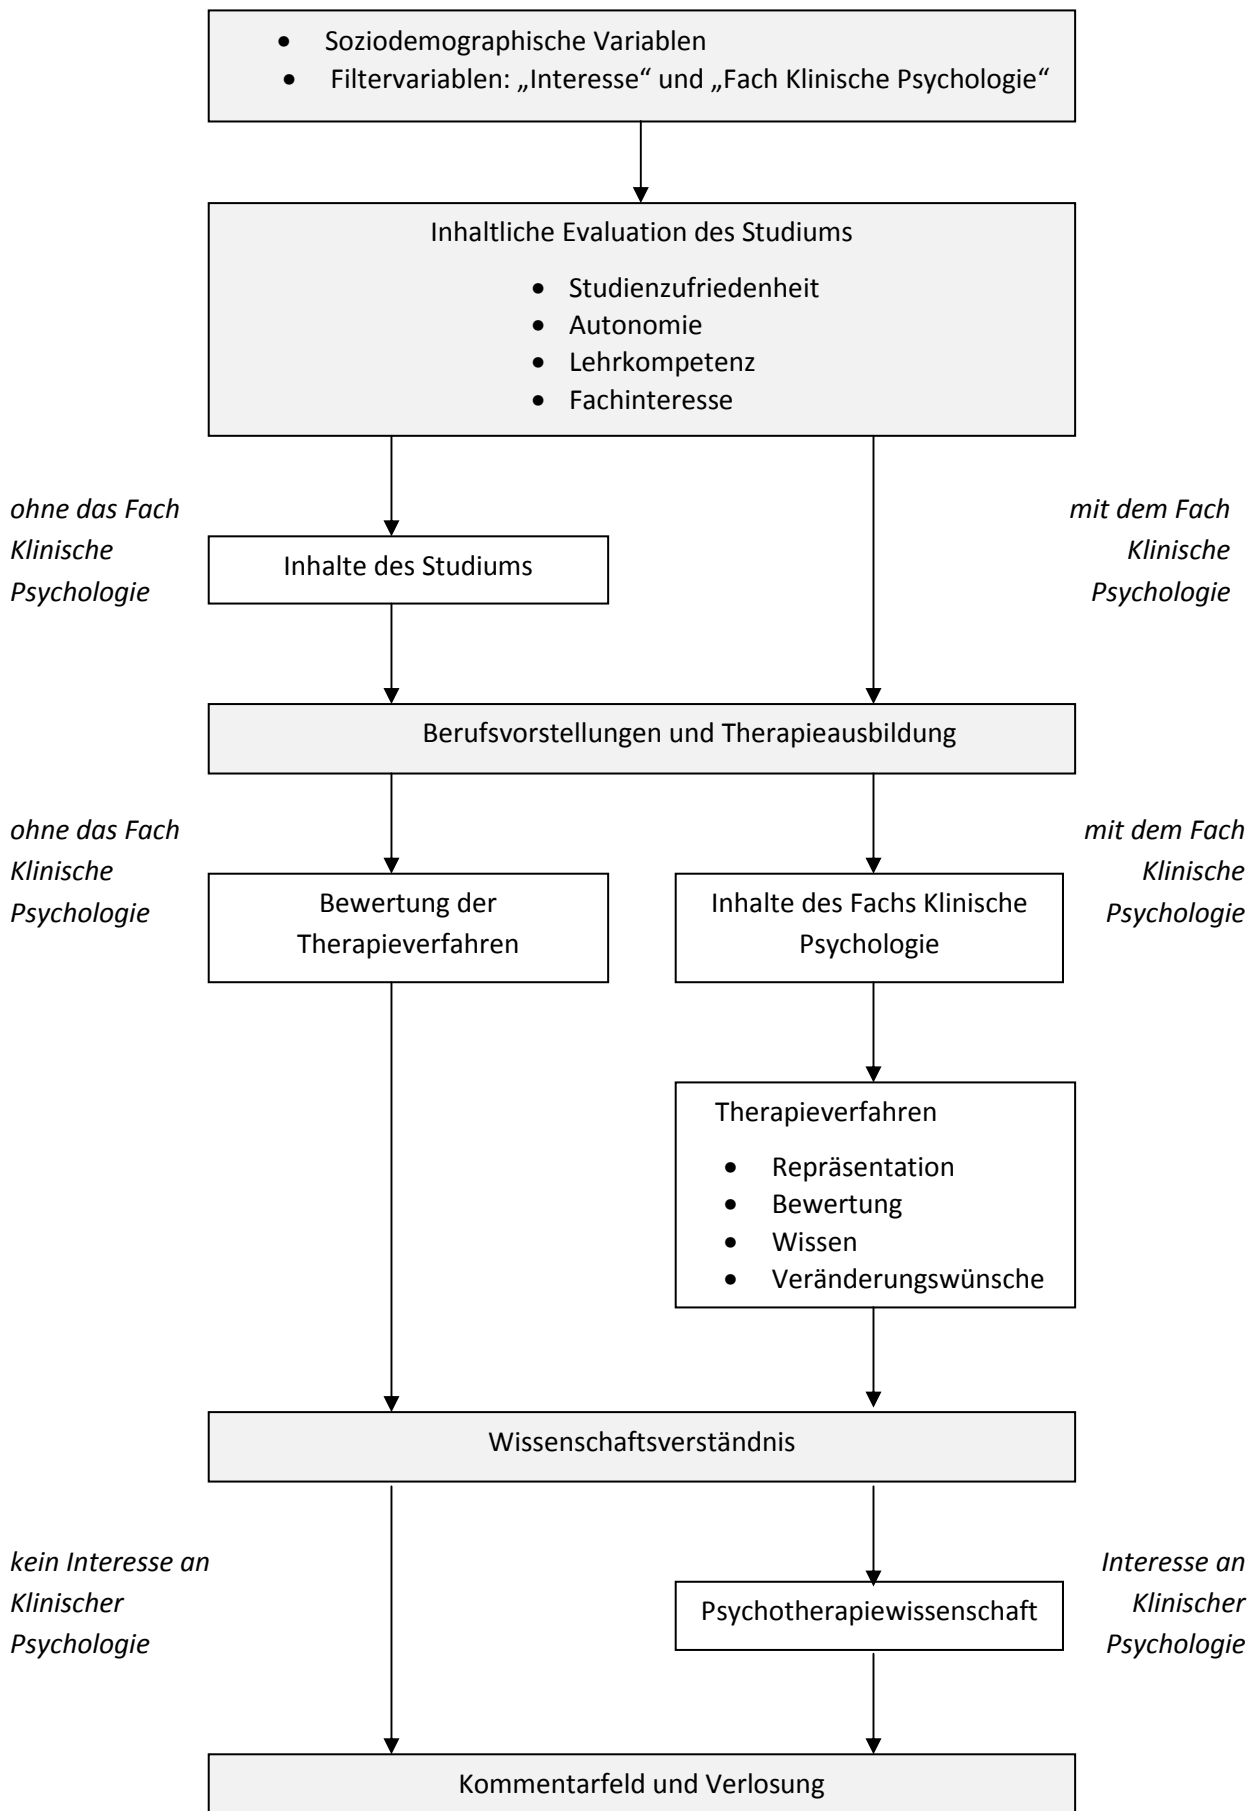 • Soziodemographische Variablen
• Filtervariablen: „Interesse“ und „Fach Klinische Psychologie“
Inhaltliche Evaluation des Studiums
• Studienzufriedenheit
• Autonomie
• Lehrkompetenz
• Fachinteresse
ohne das Fach
Klinische
Psychologie
mit dem Fach
Klinische
Psychologie
Inhalte des Studiums
Berufsvorstellungen und Therapieausbildung
ohne das Fach
Klinische
Psychologie
mit dem Fach
Klinische
Psychologie
Bewertung der
Therapieverfahren
Inhalte des Fachs Klinische
Psychologie
Therapieverfahren
• Repräsentation
• Bewertung
• Wissen
• Veränderungswünsche
Wissenschaftsverständnis
kein Interesse an
Klinischer
Psychologie
Interesse an
Klinischer
Psychologie
Psychotherapiewissenschaft
Kommentarfeld und Verlosung